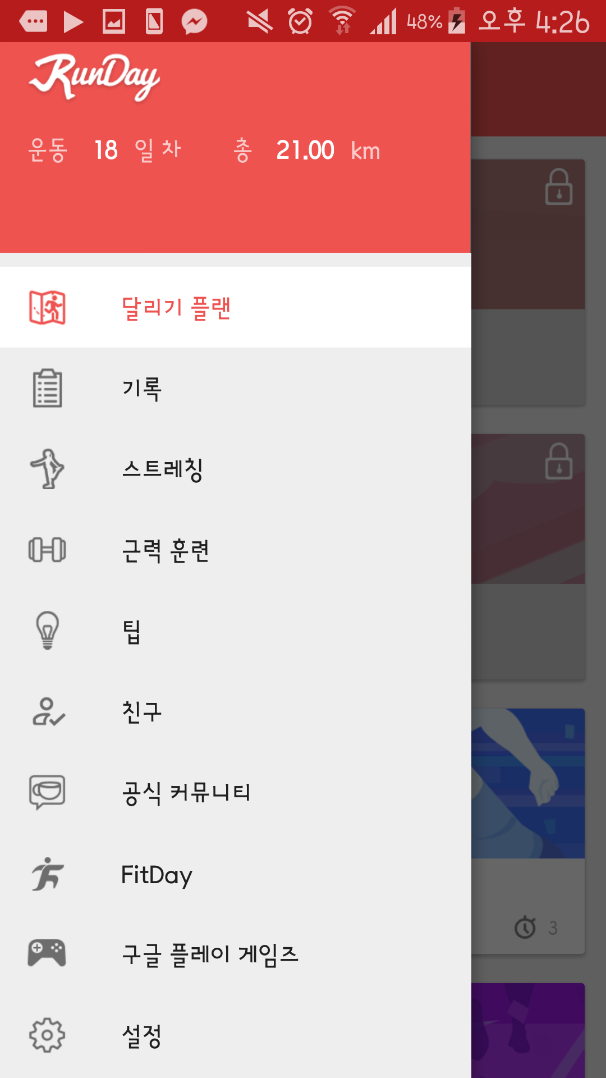 48% 오후 4:26
RunDay
운동 18 일 차 총 21.00 km
달리기 플랜
기록
스트레칭
근력 훈련
팁
친구
공식 커뮤니티
FitDay
3
구글 플레이 게임즈
설정